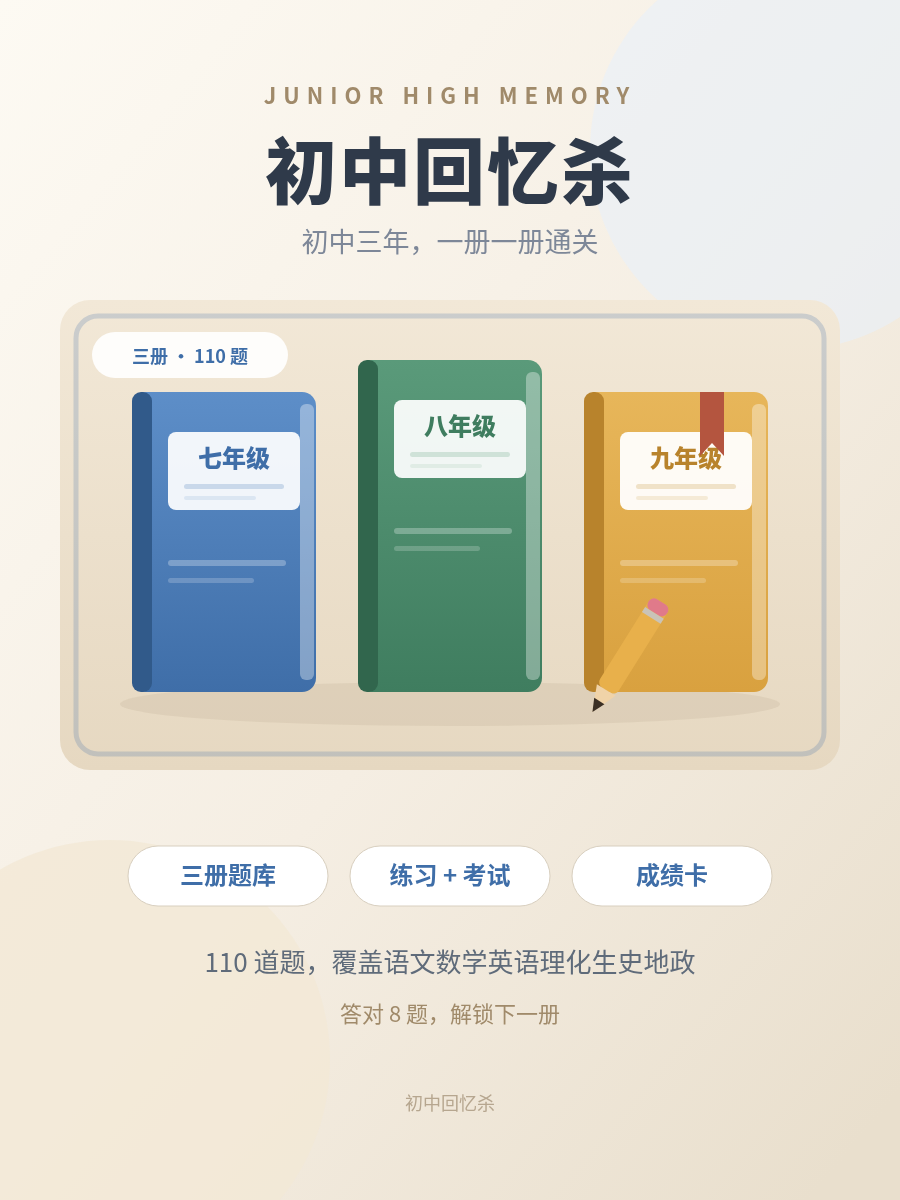 JUNIOR HIGH MEMORY
初中回忆杀
初中三年，一册一册通关
三册 · 110 题
七年级
八年级
九年级
三册题库
练习 + 考试
成绩卡
110 道题，覆盖语文数学英语理化生史地政
答对 8 题，解锁下一册
初中回忆杀